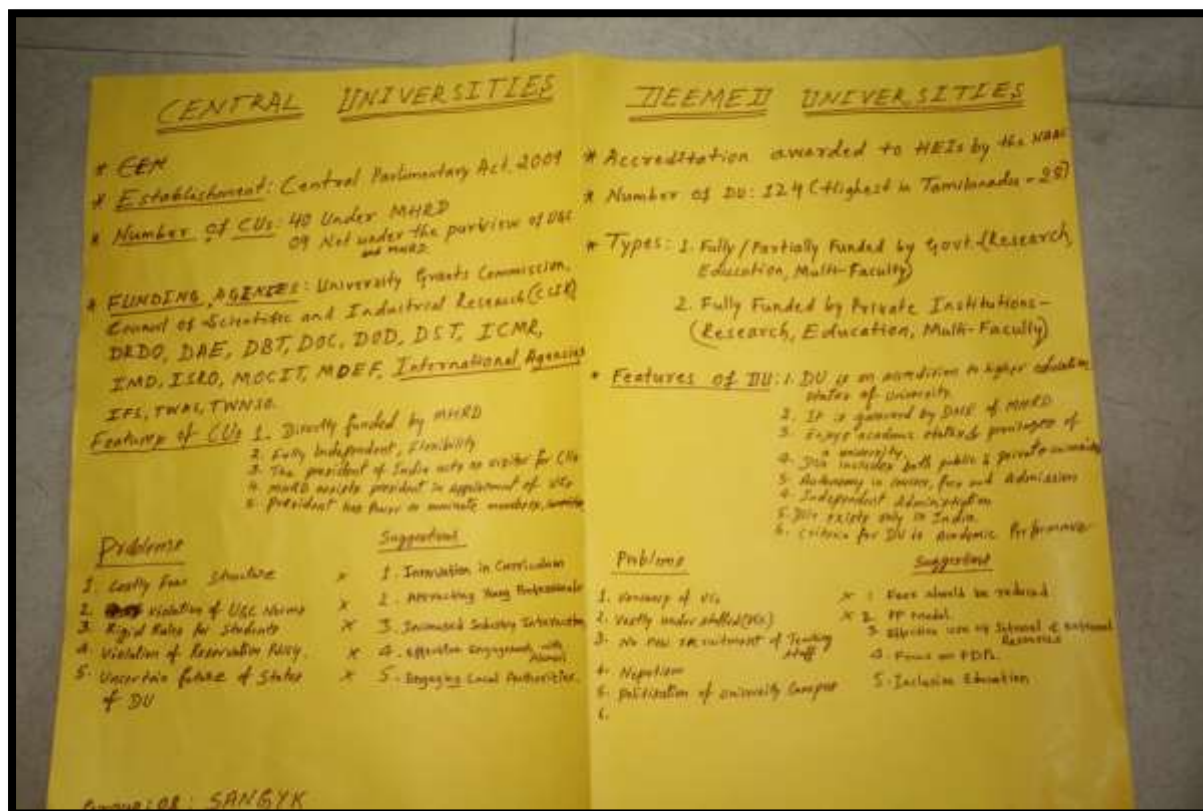 CENTRAL UNIVERSITIES
* Establishment: Central Parlimentary Act, 2009
* Number of CUs: 40 Under MHRD
09 Not under the purview of UGC
and MHRD.
* FUNDING AGENCIES: University Grants Commission,
Council of Scientific and Industrial Research (CSIR)
DRDO, DAE, DBT, DOC, DOD, DST, ICMR,
IMD, ISRO, MOCIT, MDEF, International Agencies
IFS, TWAS, TWNSO.
Features of CUs 1. Directly funded by MHRD
2. Fully Independent, Flexibility
3. The president of India acts as visitor for CUs
4. MHRD assists president in appointment of VCs
5. President has Power to nominate members,
Problems
1. Costly Fees Structure
2. Violation of UGC Norms
3. Rigid Rules for Students
4. Violation of Reservation Policy.
5. Uncertain future of Status
of DU
Suggestions
x 1. Innovation in Curriculum
x 2. Attracting Young Professionals
x 3. Increased Industry Interaction
x 4. Effective Engagement with
Alumni
x 5. Engaging Local Authorities.
Group: 08: SANGYK
DEEMED UNIVERSITIES
* Accreditation awarded to HEIs by the NAAC
* Number of DU: 124 (Highest in Tamilanadu - 28)
* Types: 1. Fully/Partially Funded by Govt. (Research,
Education, Multi-Faculty)
2. Fully Funded by Private Institutions-
(Research, Education, Multi-Faculty)
* Features of DU: 1. DU is an to higher education
status of University.
2. It is governed by DHE of MHRD
3. Enjoys academic status & privileges of
a university
4. DUs includes both public & private
5. Autonomy in courses, fees and Admissions
4. Independent Administration
5. DUs exists only in India.
6. Criteria for DU is Academic Performance
Problems
1. Vacancy of VCs
2. Vastly under staffed
3. No new recruitment of Teaching
Staff
4. Nepotism
5. Politization of University Campus
6.
Suggestions
x 1. Fees should be reduced
x 2. PP model.
3. Effective use of Internal & External
Resources
4. Focus on
5. Inclusive Education